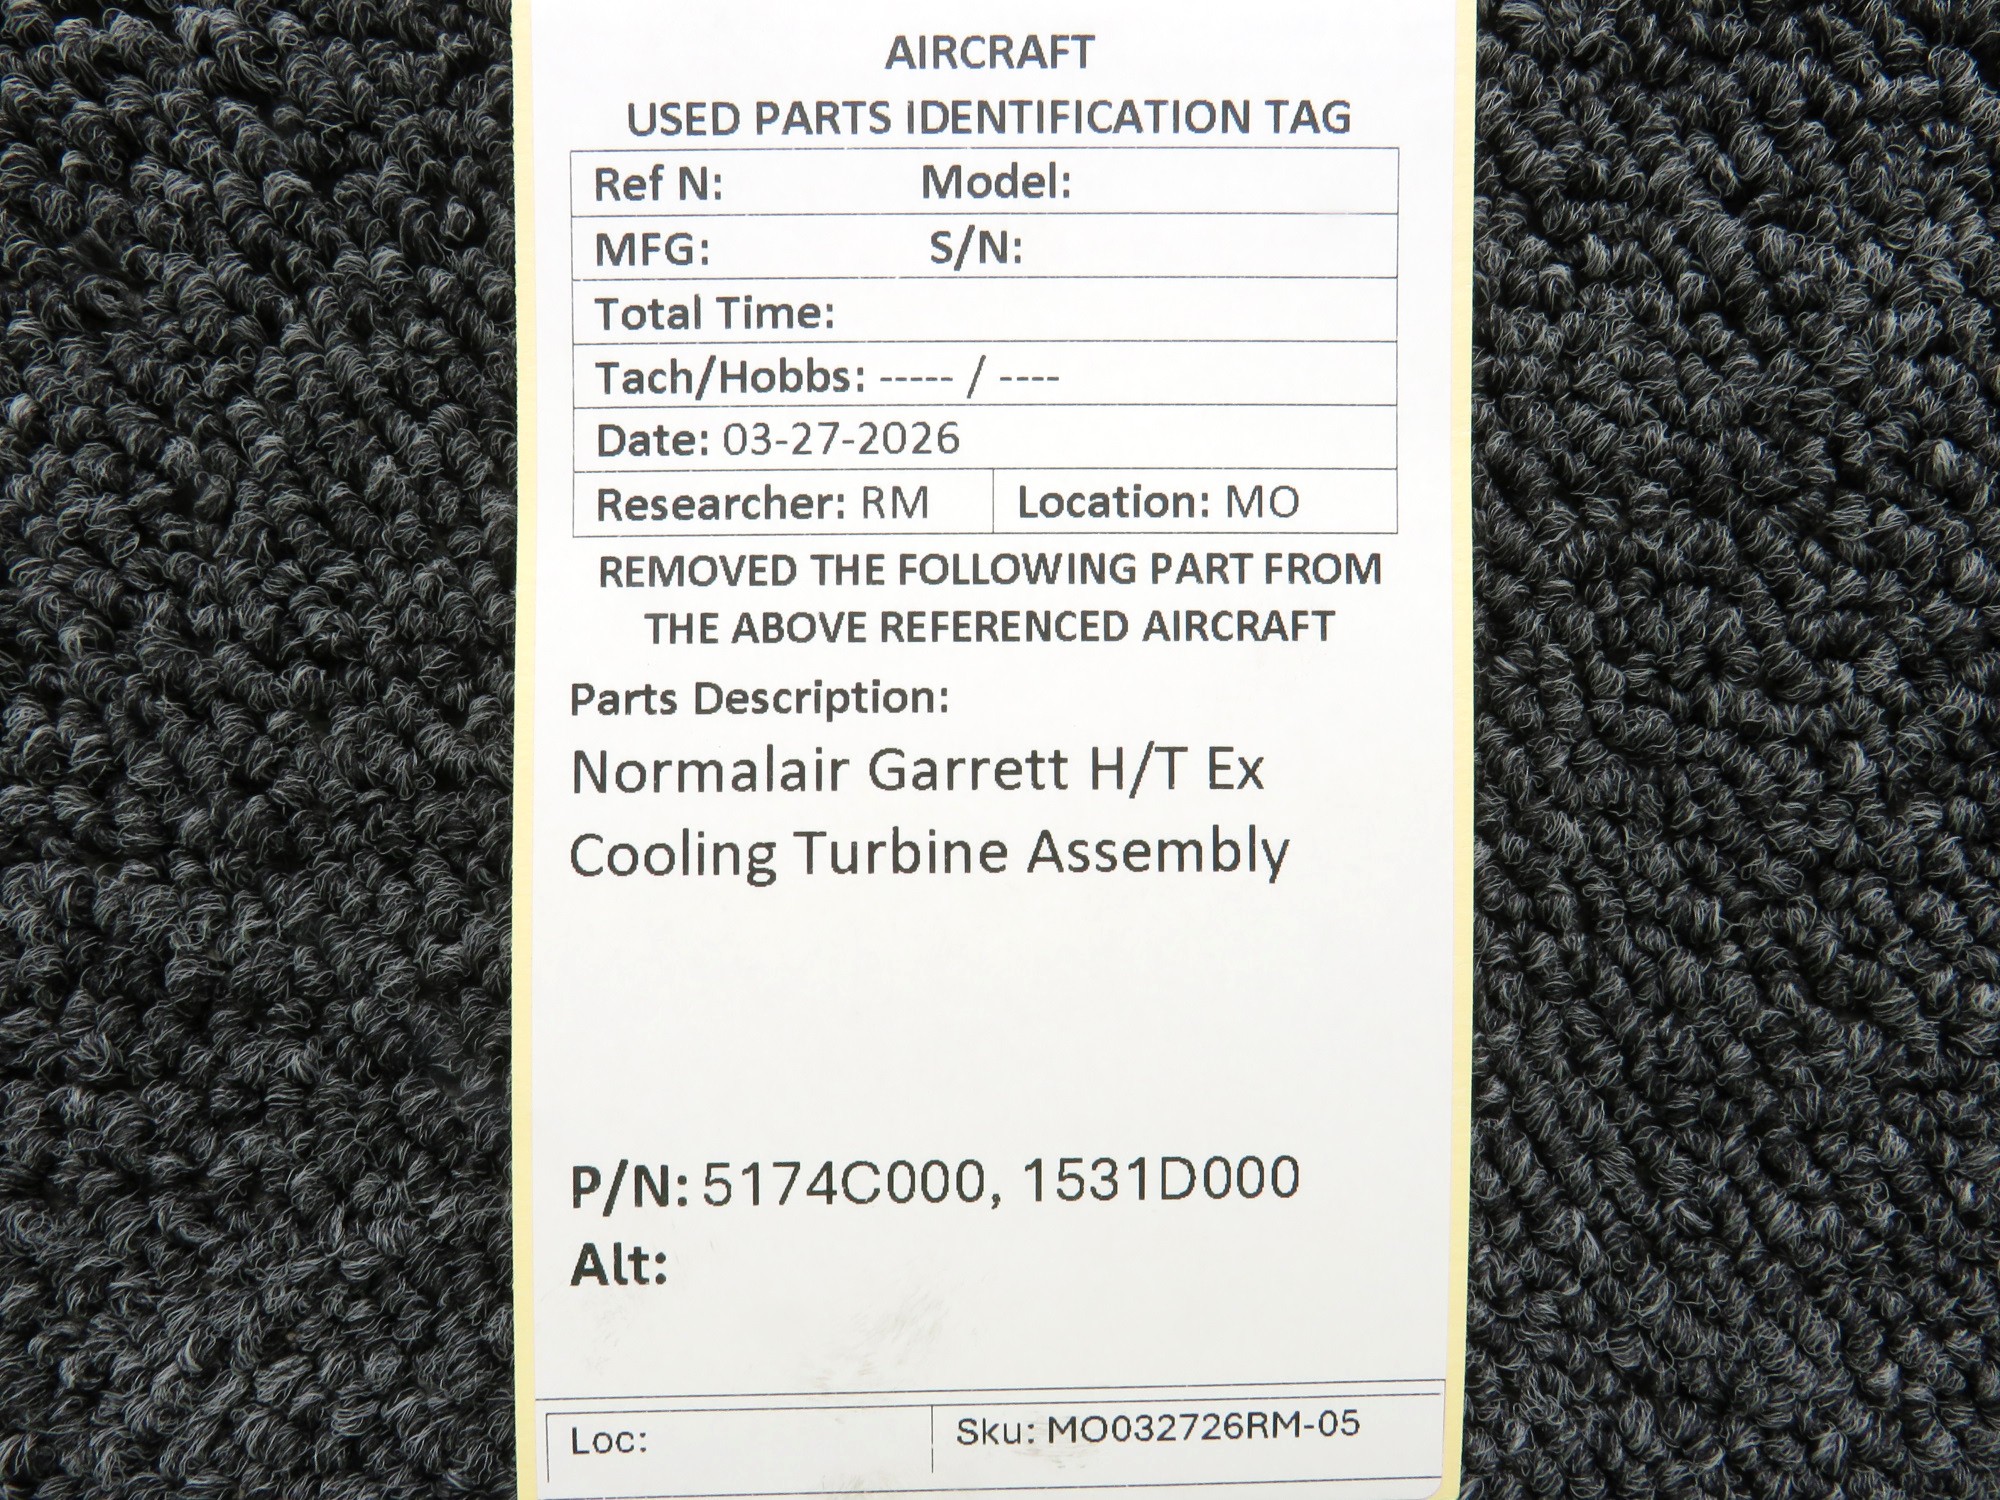 AIRCRAFT
USED PARTS IDENTIFICATION TAG
Ref N: Model:
MFG: S/N:
Total Time:
Tach/Hobbs: ----- / ----
Date: 03-27-2026
Researcher: RM Location: MO
REMOVED THE FOLLOWING PART FROM
THE ABOVE REFERENCED AIRCRAFT
Parts Description:
Normalair Garrett H/T Ex
Cooling Turbine Assembly
P/N: 5174C000, 1531D000
Alt:
Loc: Sku: MO032726RM-05